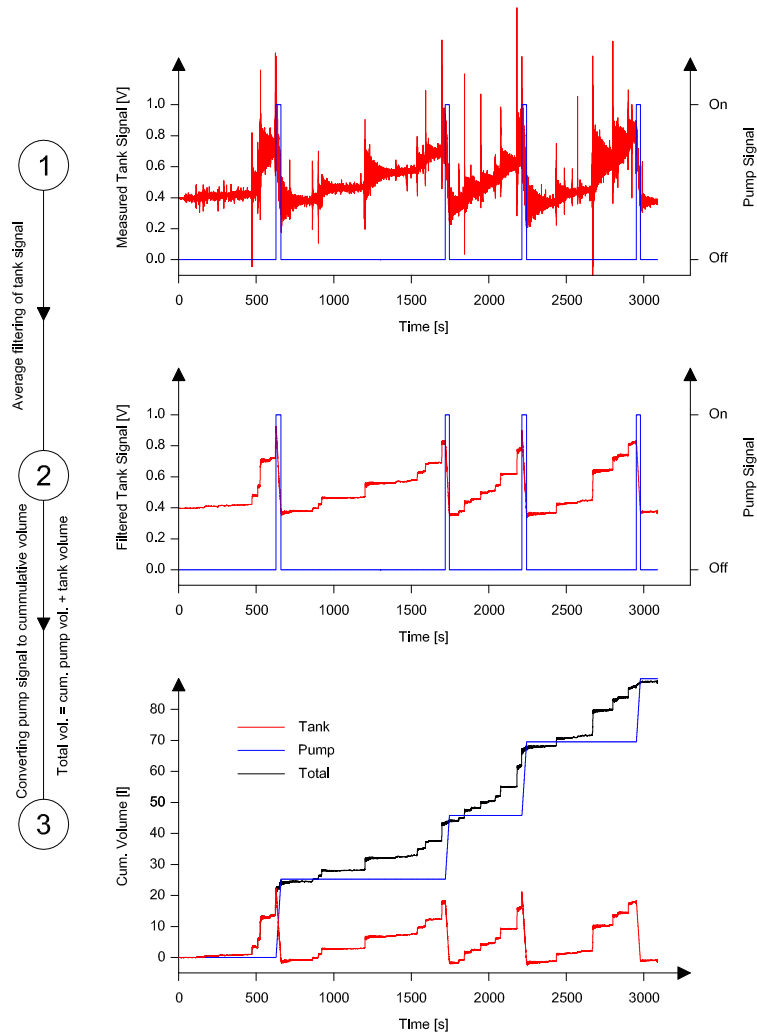 1
Average filtering of tank signal
2
Converting pump signal to cummulative volume
Total vol. = cum. pump vol. + tank volume
3
Measured Tank Signal [V]
1.0
0.8
0.6
0.4
0.2
0.0
On
Off
Pump Signal
0 500 1000 1500 2000 2500 3000
Time [s]
Filtered Tank Signal [V]
1.0
0.8
0.6
0.4
0.2
0.0
On
Off
Pump Signal
0 500 1000 1500 2000 2500 3000
Time [s]
Cum. Volume [l]
80
70
60
50
40
30
20
10
0
Tank
Pump
Total
0 500 1000 1500 2000 2500 3000
TIme [s]